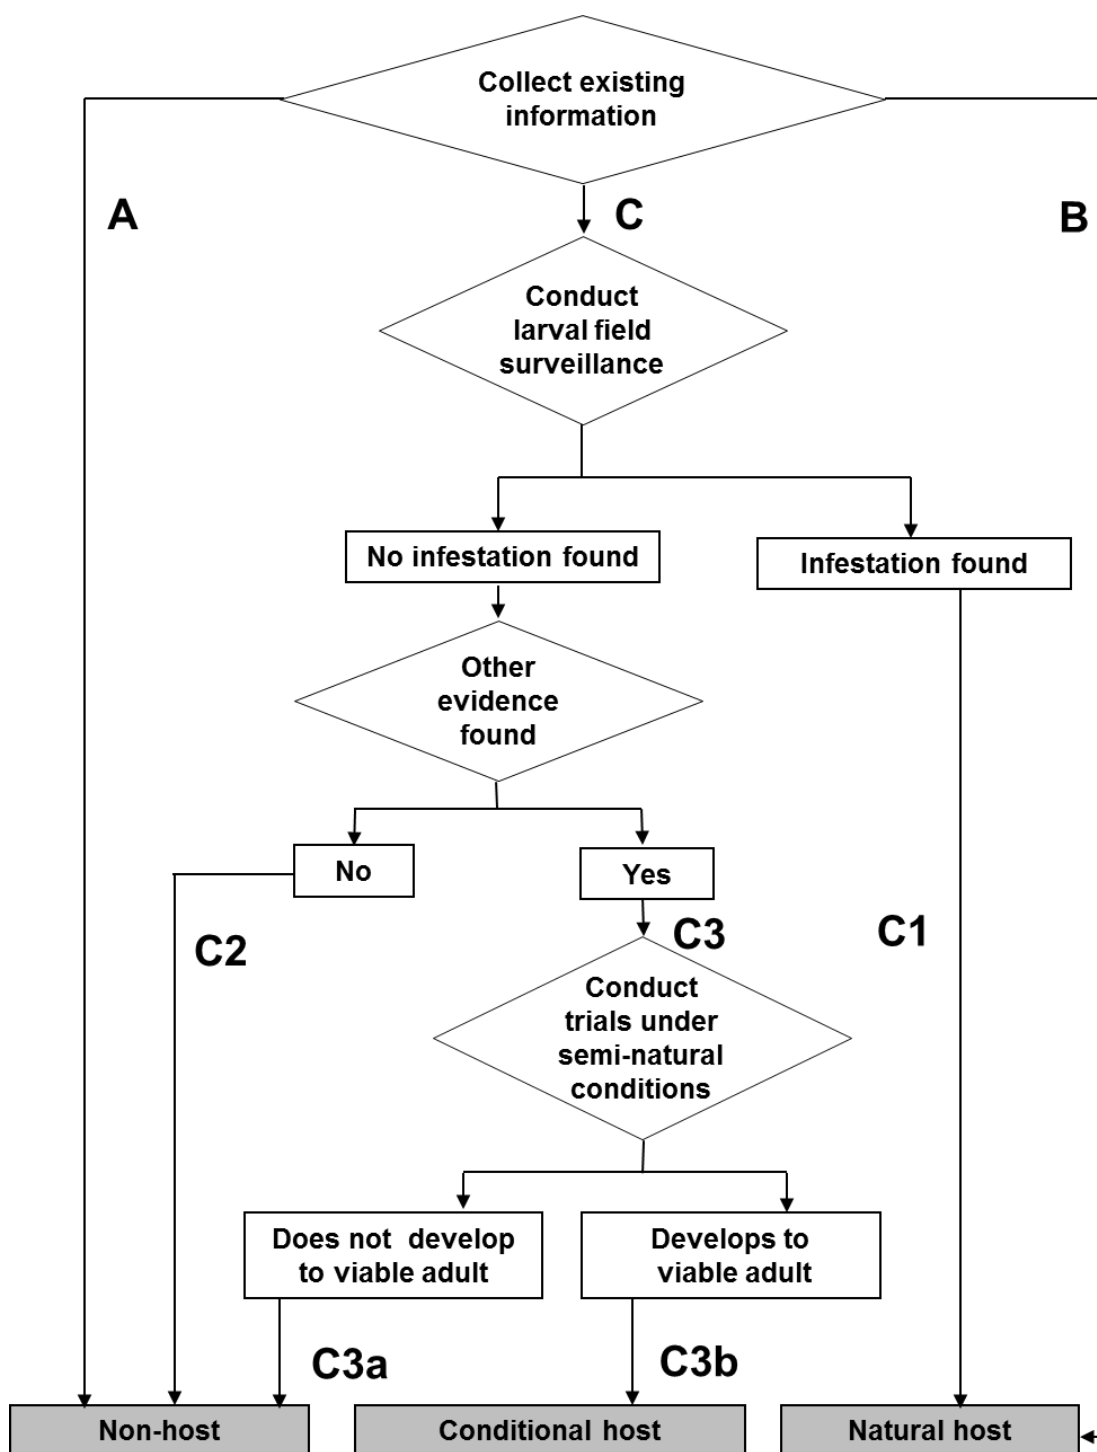 Collect existing
information
A
C
B
Conduct
larval field
surveillance
No infestation found
Infestation found
Other
evidence
found
No
Yes
C2
C3
C1
Conduct
trials under
semi-natural
conditions
Does not develop
to viable adult
Develops to
viable adult
C3a
C3b
Non-host
Conditional host
Natural host